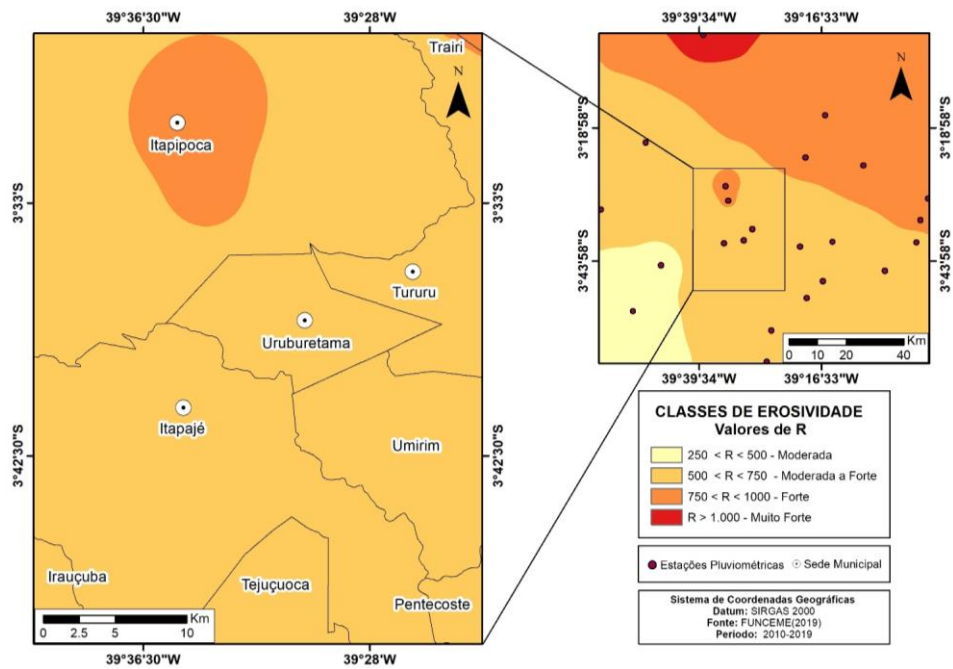 39°36'30"W
39°28'W
Trairi
N
Itapipoca
3°33'S
3°33'S
Tururu
Uruburetama
Itapajé
Umirim
3°42'30"S
3°42'30"S
Irauçuba
Tejuçuoca
Pentecoste
Km
0 2.5 5 10
39°36'30"W
39°28'W
39°39'34"W
39°16'33"W
N
3°18'58"S
3°18'58"S
3°43'58"S
3°43'58"S
Km
0 10 20 40
39°39'34"W
39°16'33"W
CLASSES DE EROSIVIDADE
Valores de R
250 < R < 500 - Moderada
500 < R < 750 - Moderada a Forte
750 < R < 1000 - Forte
R > 1.000 - Muito Forte
Estações Pluviométricas
Sede Municipal
Sistema de Coordenadas Geográficas
Datum: SIRGAS 2000
Fonte: FUNCEME(2019)
Periodo: 2010-2019